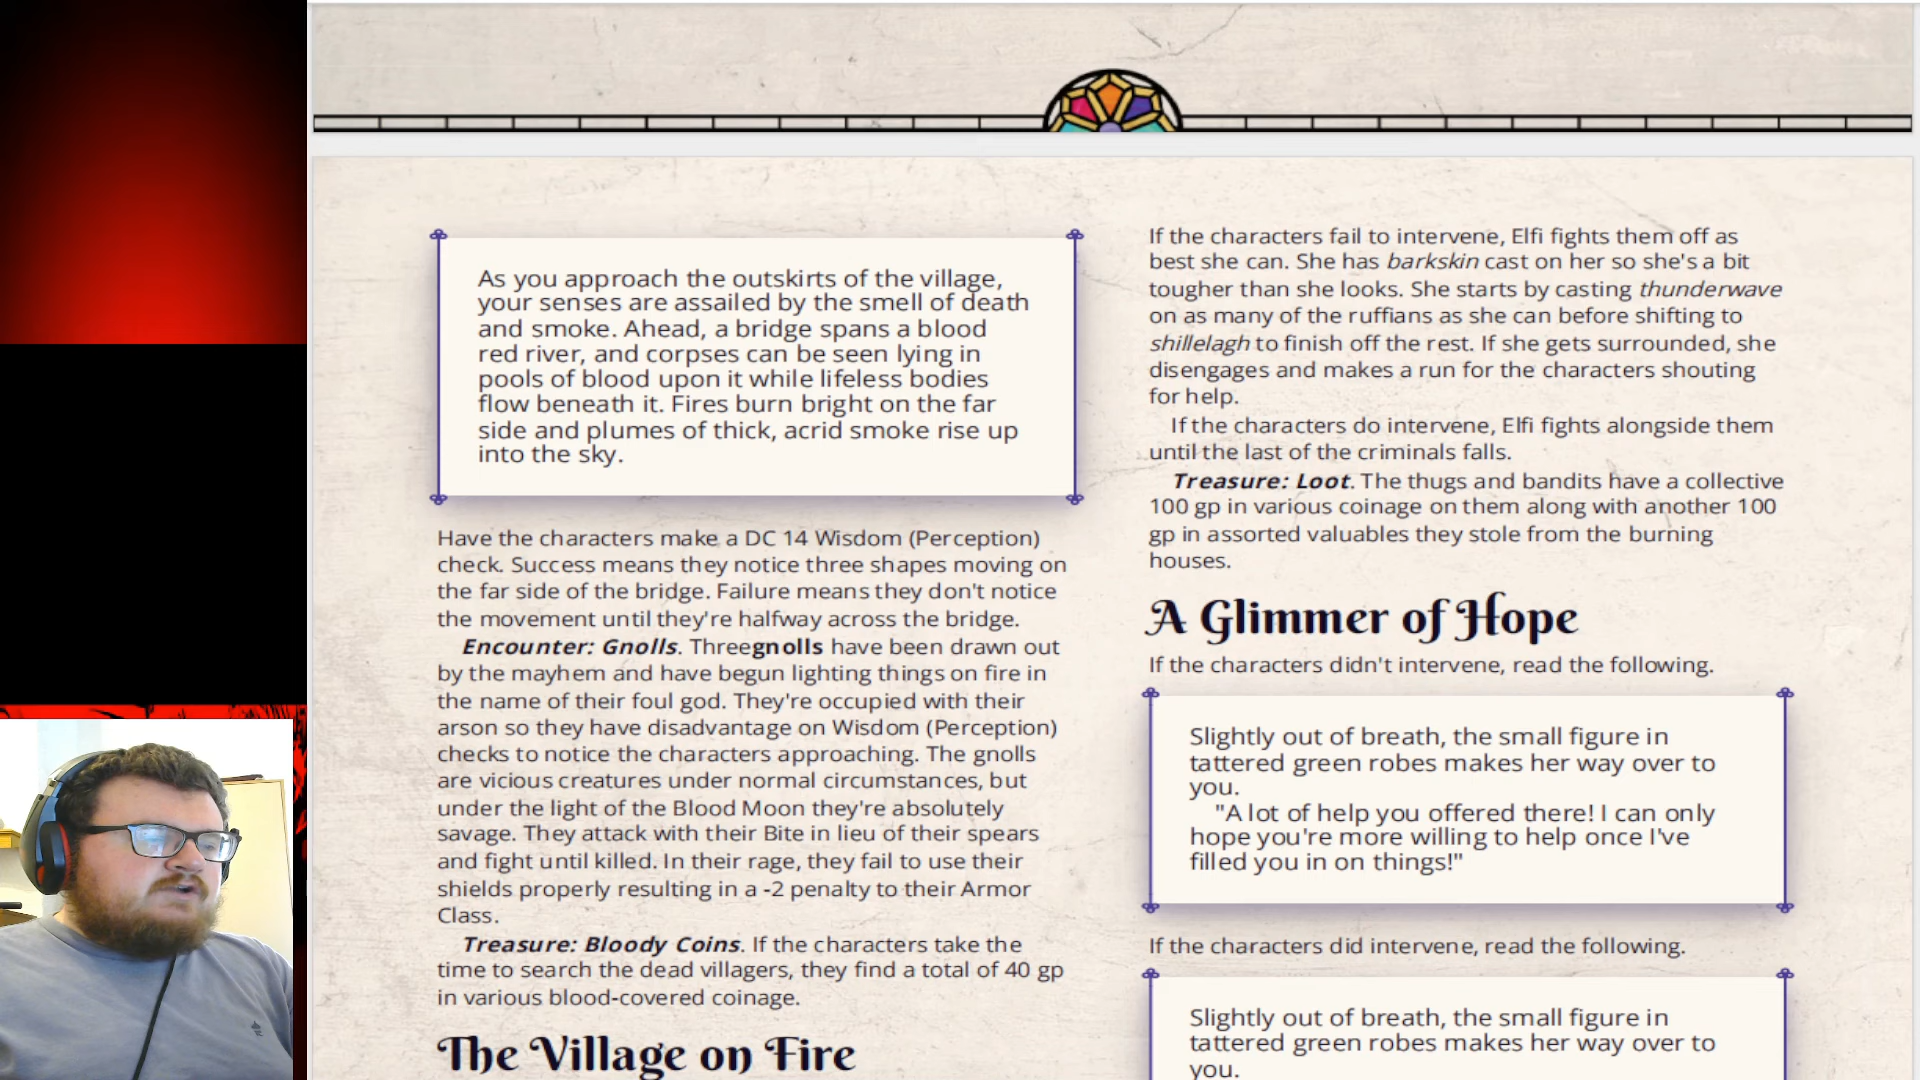 As you approach the outskirts of the village,
your senses are assailed by the smell of death
and smoke. Ahead, a bridge spans a blood
red river, and corpses can be seen lying in
pools of blood upon it while lifeless bodies
flow beneath it. Fires burn bright on the far
side and plumes of thick, acrid smoke rise up
into the sky.
Have the characters make a DC 14 Wisdom (Perception)
check. Success means they notice three shapes moving on
the far side of the bridge. Failure means they don't notice
the movement until they're halfway across the bridge.
Encounter: Gnolls. Threegnolls have been drawn out
by the mayhem and have begun lighting things on fire in
the name of their foul god. They're occupied with their
arson so they have disadvantage on Wisdom (Perception)
checks to notice the characters approaching. The gnolls
are vicious creatures under normal circumstances, but
under the light of the Blood Moon they're absolutely
savage. They attack with their Bite in lieu of their spears
and fight until killed. In their rage, they fail to use their
shields properly resulting in a -2 penalty to their Armor
Class.
Treasure: Bloody Coins. If the characters take the
time to search the dead villagers, they find a total of 40 gp
in various blood-covered coinage.
The Village on Fire
If the characters fail to intervene, Elfi fights them off as
best she can. She has barkskin cast on her so she's a bit
tougher than she looks. She starts by casting thunderwave
on as many of the ruffians as she can before shifting to
shillelagh to finish off the rest. If she gets surrounded, she
disengages and makes a run for the characters shouting
for help.
If the characters do intervene, Elfi fights alongside them
until the last of the criminals falls.
Treasure: Loot. The thugs and bandits have a collective
100 gp in various coinage on them along with another 100
gp in assorted valuables they stole from the burning
houses.
A Glimmer of Hope
If the characters didn't intervene, read the following.
Slightly out of breath, the small figure in
tattered green robes makes her way over to
you.
"A lot of help you offered there! I can only
hope you're more willing to help once I've
filled you in on things!"
If the characters did intervene, read the following.
Slightly out of breath, the small figure in
tattered green robes makes her way over to
you.